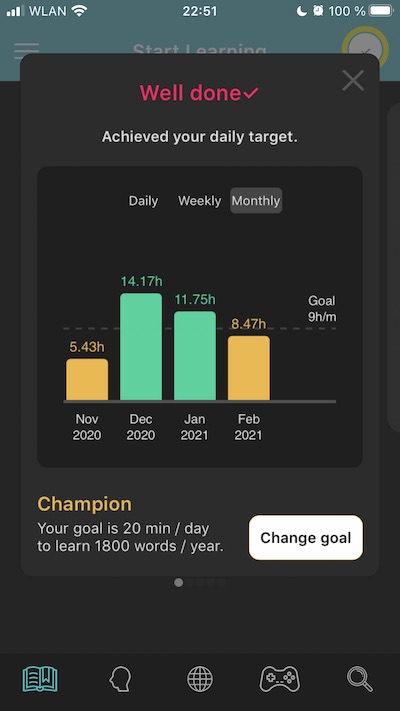 WLAN 22:51 100 %
Start Learning
Well done✓
Achieved your daily target.
Daily Weekly Monthly
14.17h
11.75h
Goal
9h/m
8.47h
5.43h
Nov Dec Jan Feb
2020 2020 2021 2021
Champion
Your goal is 20 min / day
to learn 1800 words / year.
Change goal